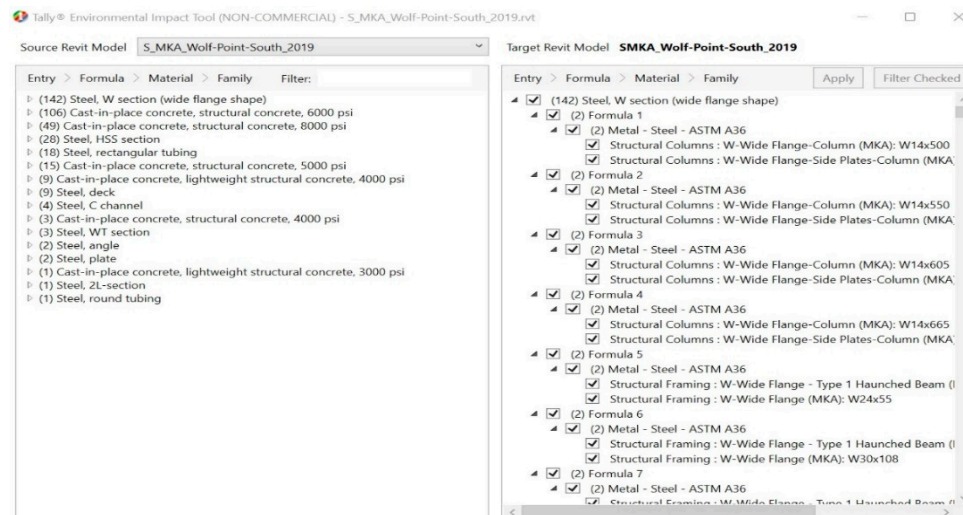 Tally® Environmental Impact Tool (NON-COMMERCIAL) - S_MKA_Wolf-Point-South_2019.rvt
Source Revit Model S_MKA_Wolf-Point-South_2019
Target Revit Model SMKA_Wolf-Point-South_2019
Entry > Formula > Material > Family Filter:
(142) Steel, W section (wide flange shape)
(106) Cast-in-place concrete, structural concrete, 6000 psi
(49) Cast-in-place concrete, structural concrete, 8000 psi
(28) Steel, HSS section
(18) Steel, rectangular tubing
(15) Cast-in-place concrete, structural concrete, 5000 psi
(9) Cast-in-place concrete, lightweight structural concrete, 4000 psi
(9) Steel, deck
(4) Steel, C channel
(3) Cast-in-place concrete, structural concrete, 4000 psi
(3) Steel, WT section
(2) Steel, angle
(2) Steel, plate
(1) Cast-in-place concrete, lightweight structural concrete, 3000 psi
(1) Steel, 2L-section
(1) Steel, round tubing
Entry > Formula > Material > Family Apply Filter Checked
(142) Steel, W section (wide flange shape)
(2) Formula 1
(2) Metal - Steel - ASTM A36
Structural Columns : W-Wide Flange-Column (MKA): W14x500
Structural Columns : W-Wide Flange-Side Plates-Column (MKA)
(2) Formula 2
(2) Metal - Steel - ASTM A36
Structural Columns : W-Wide Flange-Column (MKA): W14x550
Structural Columns : W-Wide Flange-Side Plates-Column (MKA)
(2) Formula 3
(2) Metal - Steel - ASTM A36
Structural Columns : W-Wide Flange-Column (MKA): W14x605
Structural Columns : W-Wide Flange-Side Plates-Column (MKA)
(2) Formula 4
(2) Metal - Steel - ASTM A36
Structural Columns : W-Wide Flange-Column (MKA): W14x665
Structural Columns : W-Wide Flange-Side Plates-Column (MKA)
(2) Formula 5
(2) Metal - Steel - ASTM A36
Structural Framing : W-Wide Flange - Type 1 Haunched Beam (
Structural Framing : W-Wide Flange (MKA): W24x55
(2) Formula 6
(2) Metal - Steel - ASTM A36
Structural Framing : W-Wide Flange - Type 1 Haunched Beam (
Structural Framing : W-Wide Flange (MKA): W30x108
(2) Formula 7
(2) Metal - Steel - ASTM A36
Structural Framing : W-Wide Flange - Type 1 Haunched Beam (